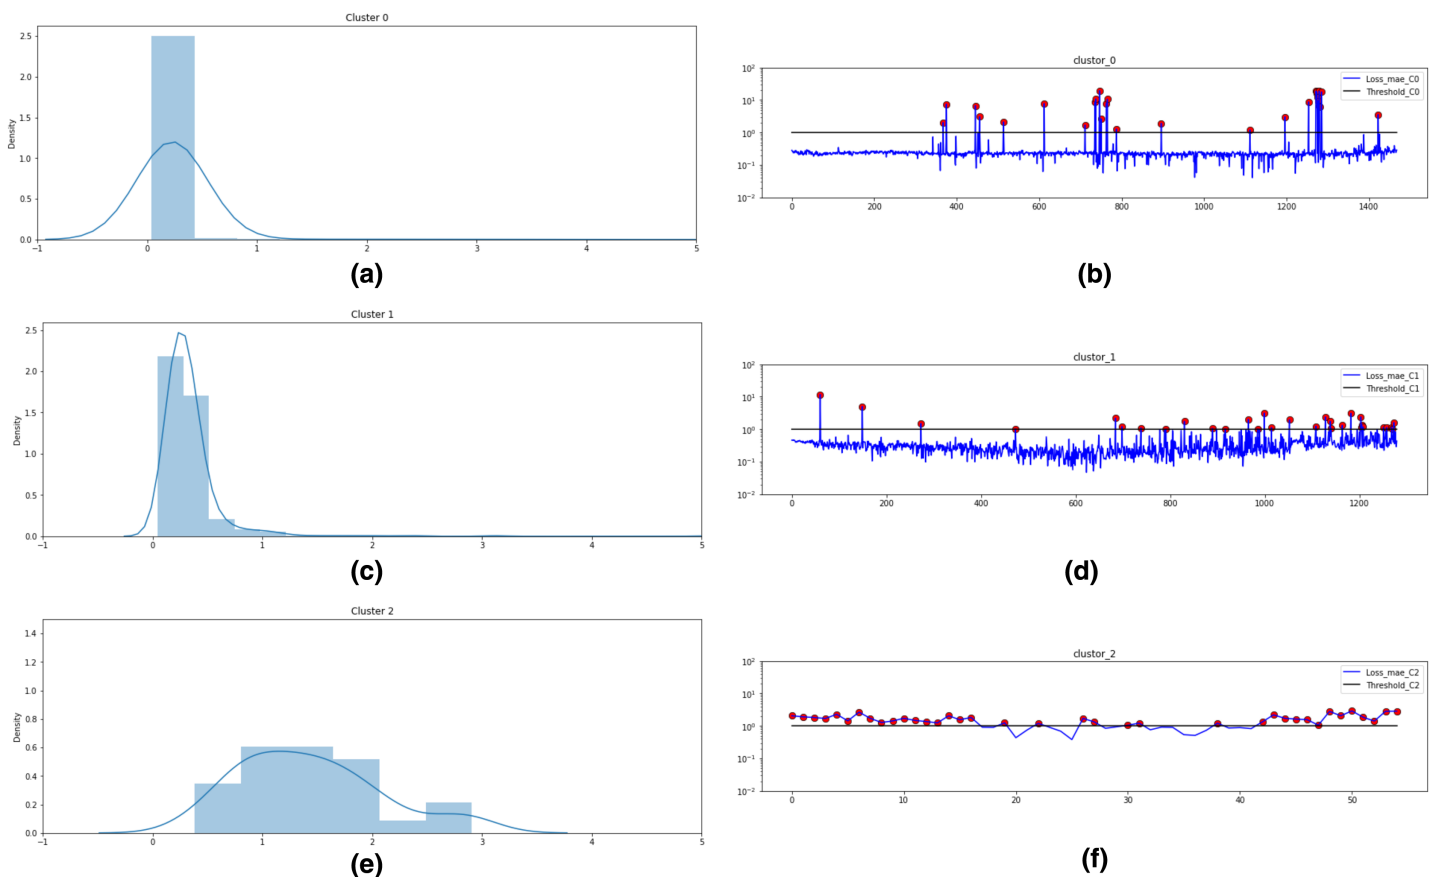 Cluster 0
Density
2.5
2.0
1.5
1.0
0.5
0.0
−1 0 1 2 3 4 5
(a)
clustor_0
10² 10¹ 10⁰ 10⁻¹ 10⁻²
Loss_mae_C0
Threshold_C0
0 200 400 600 800 1000 1200 1400
(b)
Cluster 1
Density
2.5
2.0
1.5
1.0
0.5
0.0
−1 0 1 2 3 4 5
(c)
clustor_1
10² 10¹ 10⁰ 10⁻¹ 10⁻²
Loss_mae_C1
Threshold_C1
0 200 400 600 800 1000 1200
(d)
Cluster 2
Density
1.4
1.2
1.0
0.8
0.6
0.4
0.2
0.0
−1 0 1 2 3 4 5
(e)
clustor_2
10² 10¹ 10⁰ 10⁻¹ 10⁻²
Loss_mae_C2
Threshold_C2
0 10 20 30 40 50
(f)